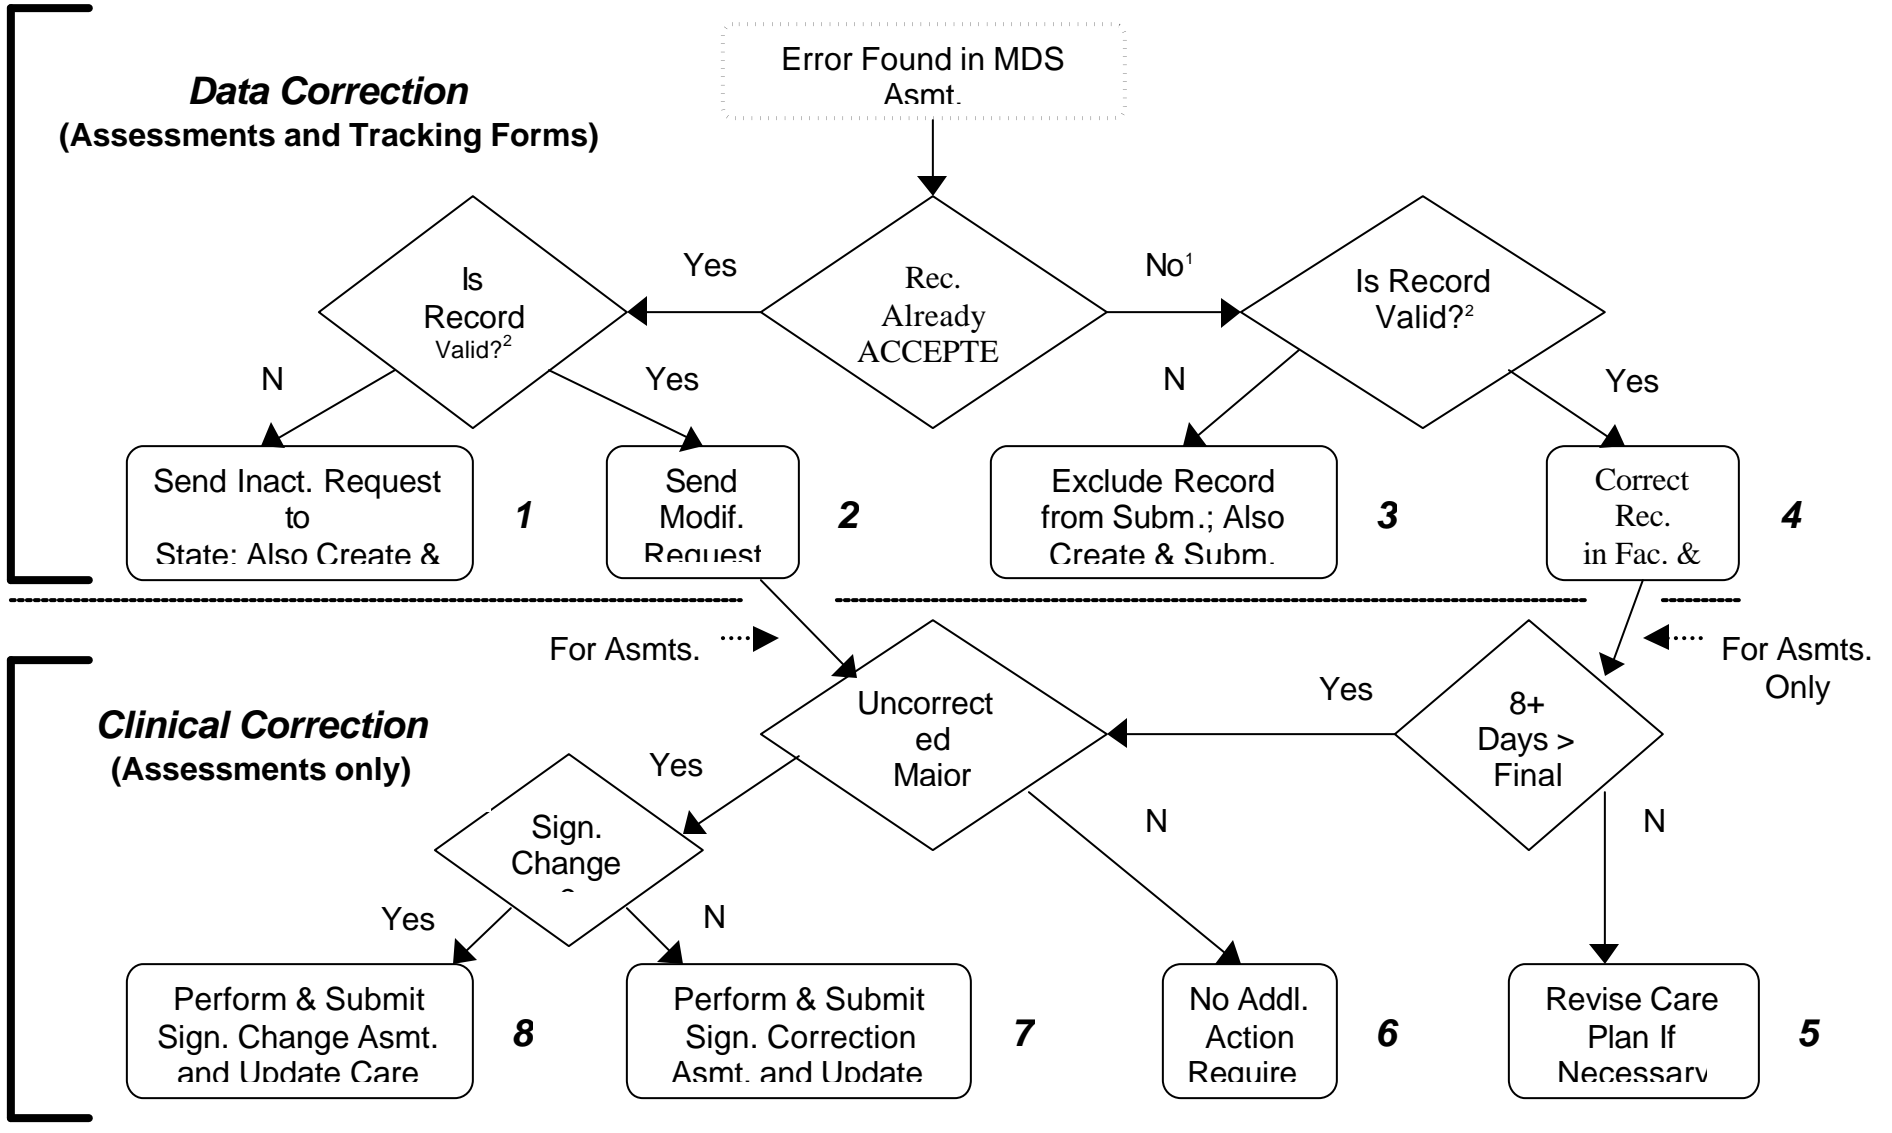 Error Found in MDS
Asmt.
Data Correction
(Assessments and Tracking Forms)
Yes
No¹
Is
Record
Valid?²
Rec.
Already
ACCEPTE
Is Record
Valid?²
N
Yes
N
Yes
Send Inact. Request
to
State; Also Create &
1
Send
Modif.
Request
2
Exclude Record
from Subm.; Also
Create & Subm.
3
Correct
Rec.
in Fac. &
4
For Asmts.
For Asmts.
Only
Clinical Correction
(Assessments only)
Yes
Uncorrect
ed
Major
Yes
8+
Days >
Final
Sign.
Change
?
N
N
Yes
N
Perform & Submit
Sign. Change Asmt.
and Update Care
8
Perform & Submit
Sign. Correction
Asmt. and Update
7
No Addl.
Action
Require
6
Revise Care
Plan If
Necessary
5